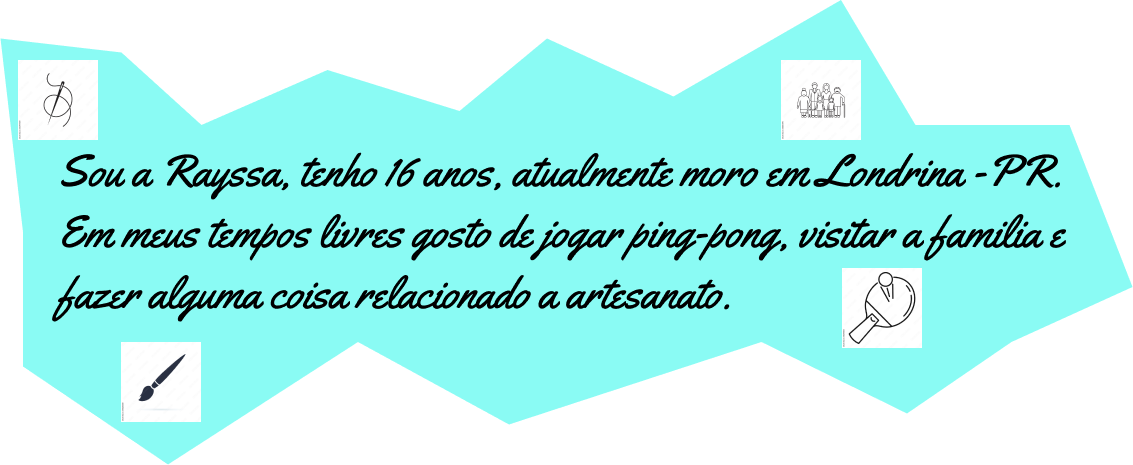 Sou a Rayssa, tenho 16 anos, atualmente moro em Londrina - PR.
Em meus tempos livres gosto de jogar ping-pong, visitar a familia e
fazer alguma coisa relacionado a artesanato.